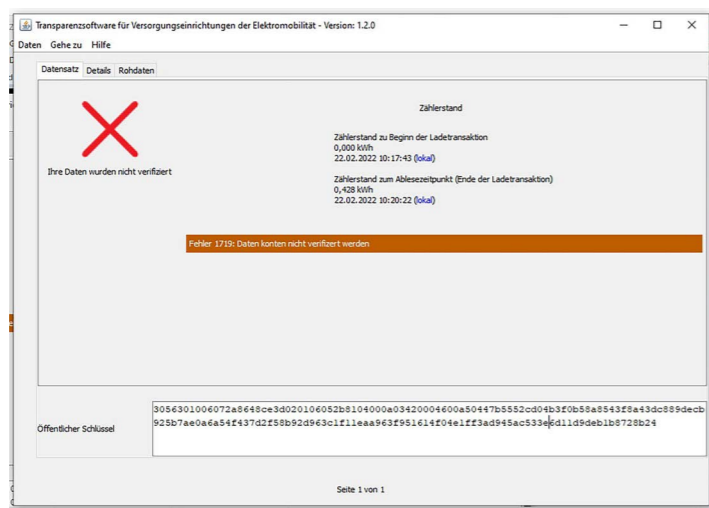 Transparenzsoftware für Versorgungseinrichtungen der Elektromobilität - Version: 1.2.0
Daten Gehe zu Hilfe
Datensatz Details Rohdaten
Zählerstand
Zählerstand zu Beginn der Ladetransaktion
0,000 kWh
22.02.2022 10:17:43 (lokal)
Ihre Daten wurden nicht verifiziert
Zählerstand zum Ablesezeitpunkt (Ende der Ladetransaktion)
0,428 kWh
22.02.2022 10:20:22 (lokal)
Fehler 1719: Daten konten nicht verifizert werden
3056301006072a8648ce3d020106052b8104000a03420004600a50447b5552cd04b3f0b58a8543f8a43dc889decb
925b7ae0a6a54f437d2f58b92d963c1f11eaa963f951614f04e1ff3ad945ac533e6d11d9deb1b8728b24
Öffentlicher Schlüssel
Seite 1 von 1